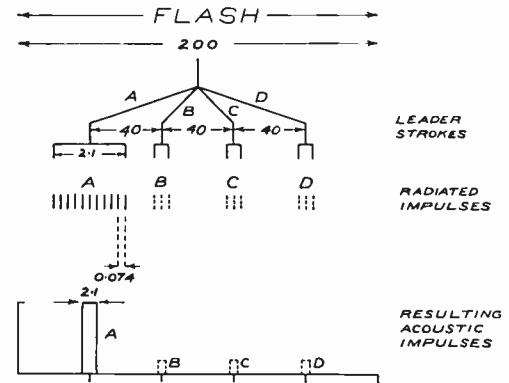 FLASH
200
A B C D
40 40 40
LEADER
STROKES
2·1
A B C D
RADIATED
IMPULSES
0·074
2·1
A
RESULTING
ACOUSTIC
IMPULSES
B C D